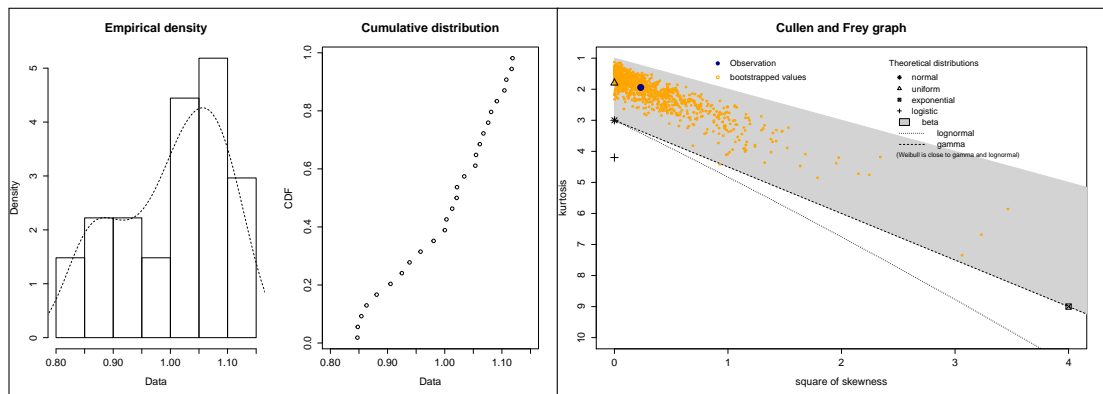 Empirical density
Density
0
1
2
3
4
5
0.80
0.90
1.00
1.10
Data
Cumulative distribution
CDF
0.0
0.2
0.4
0.6
0.8
1.0
0.80
0.90
1.00
1.10
Data
Cullen and Frey graph
kurtosis
1
2
3
4
5
6
7
8
9
10
0
1
2
3
4
square of skewness
Observation
bootstrapped values
Theoretical distributions
normal
uniform
exponential
logistic
beta
lognormal
gamma
(Weibull is close to gamma and lognormal)